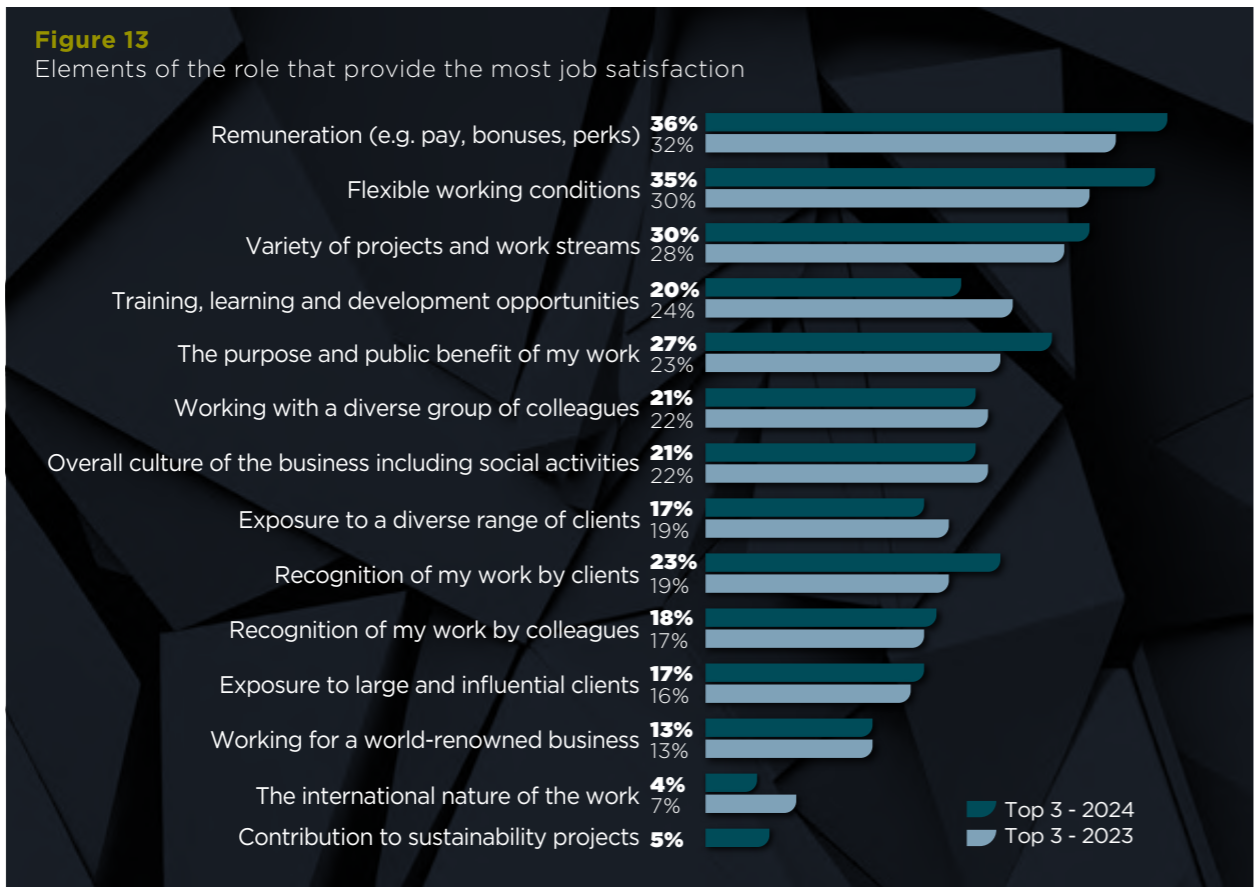 Figure 13
Elements of the role that provide the most job satisfaction
Remuneration (e.g. pay, bonuses, perks) 36%
32%
Flexible working conditions 35%
30%
Variety of projects and work streams 30%
28%
Training, learning and development opportunities 20%
24%
The purpose and public benefit of my work 27%
23%
Working with a diverse group of colleagues 21%
22%
Overall culture of the business including social activities 21%
22%
Exposure to a diverse range of clients 17%
19%
Recognition of my work by clients 23%
19%
Recognition of my work by colleagues 18%
17%
Exposure to large and influential clients 17%
16%
Working for a world-renowned business 13%
13%
The international nature of the work 4%
7%
Contribution to sustainability projects 5%
Top 3 - 2024
Top 3 - 2023